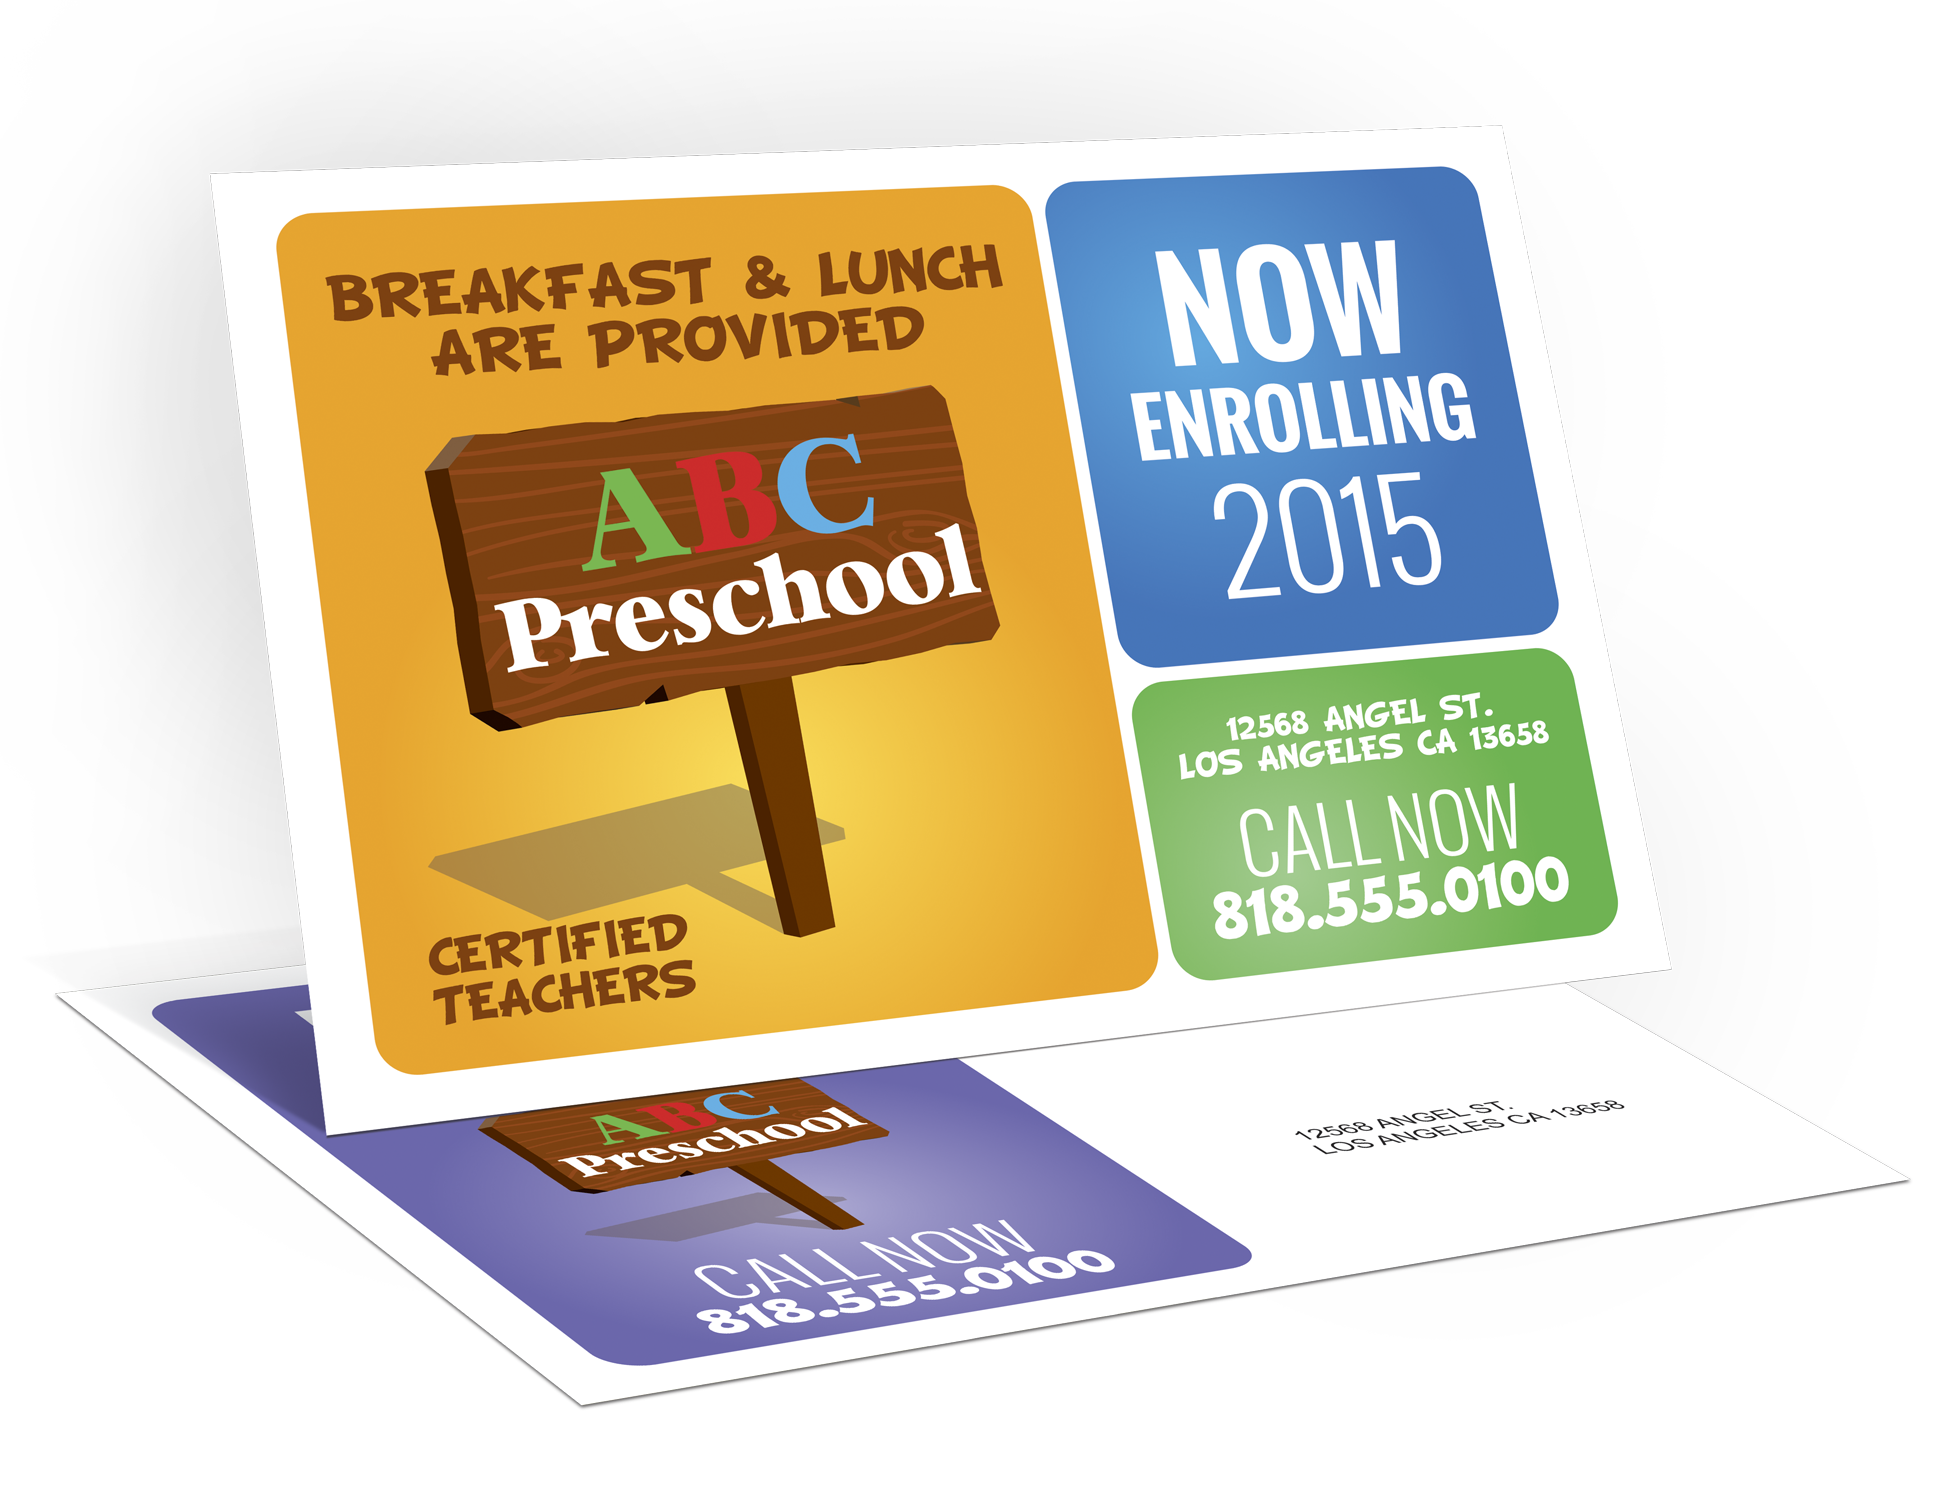 BREAKFAST & LUNCH
ARE PROVIDED
ABC
Preschool
CERTIFIED
TEACHERS
NOW
ENROLLING
2015
12568 ANGEL ST.
LOS ANGELES CA 13658
CALL NOW
818.555.0100
ABC
Preschool
CALL NOW
818.555.0100
12568 ANGEL ST.
LOS ANGELES CA 13658